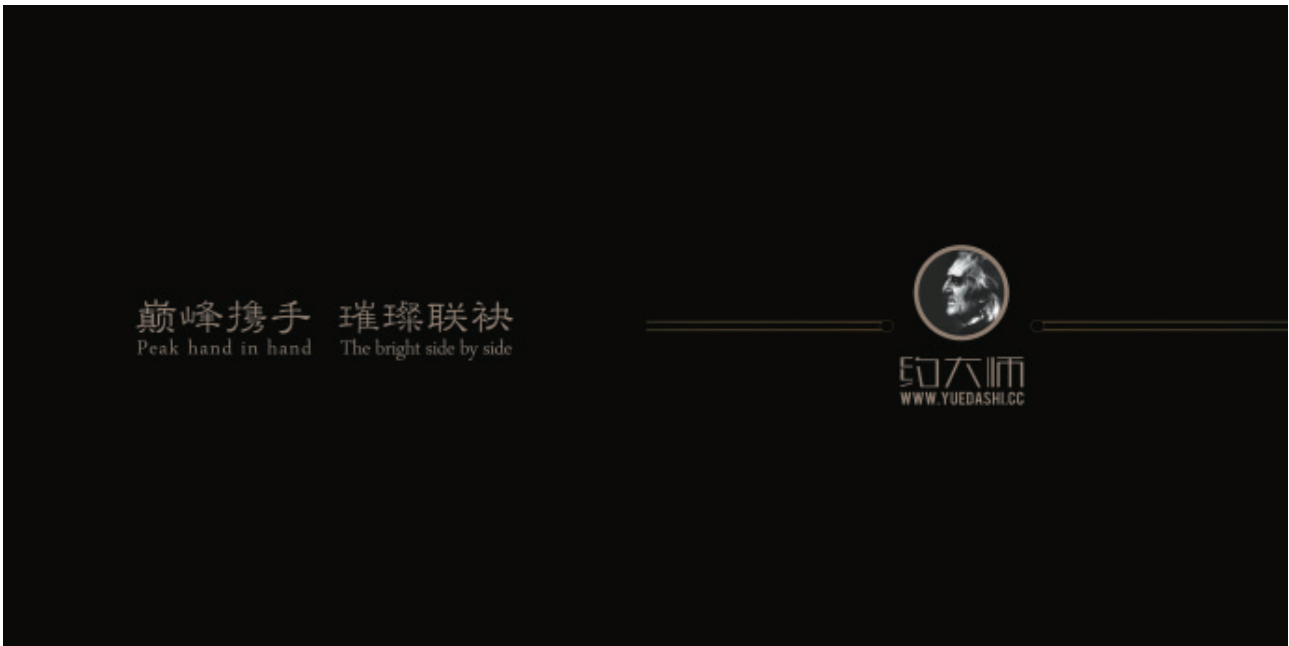 巅峰携手 璀璨联袂
Peak hand in hand The bright side by side
约大师
WWW.YUEDASHI.CC